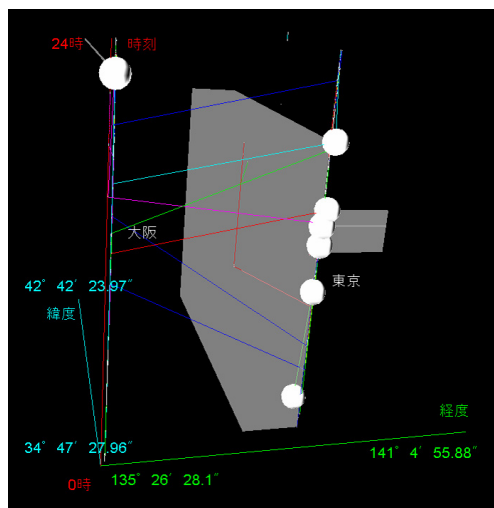 24時 時刻
大阪
東京
42° 42′ 23.97″
緯度
経度
34° 47′ 27.96″
141° 4′ 55.88″
0時
135° 26′ 28.1″